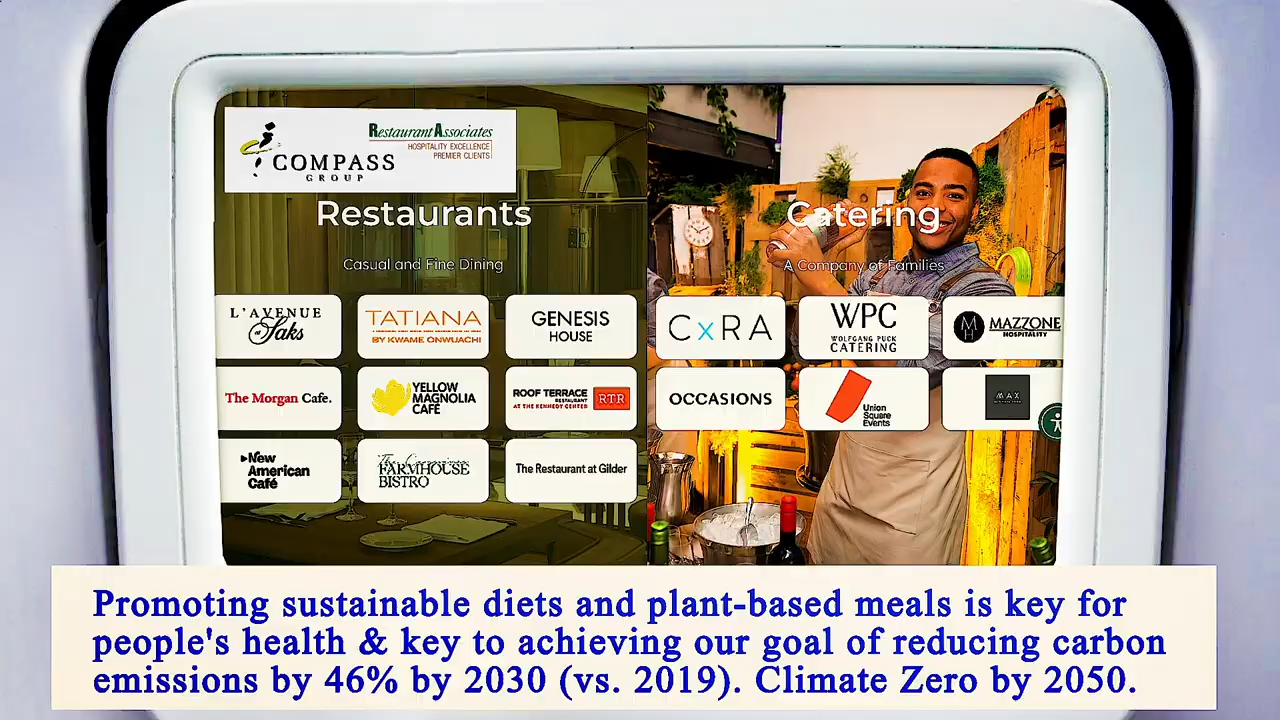 COMPASS
GROUP
Restaurant Associates
HOSPITALITY EXCELLENCE
PREMIER CLIENTS
Restaurants
Casual and Fine Dining
L'AVENUE
Saks
TATIANA
BY KWAME ONWUACHI
GENESIS
HOUSE
The Morgan Cafe.
YELLOW
MAGNOLIA
CAFÉ
ROOF TERRACE
RESTAURANT
AT THE KENNEDY CENTER
RTR
New
American
Café
FARMHOUSE
BISTRO
The Restaurant at Gilder
Catering
A Company of Families
CxRA
WPC
WOLFGANG PUCK
CATERING
MH
MAZZONE
HOSPITALITY
OCCASIONS
Union
Square
Events
MAX
Promoting sustainable diets and plant-based meals is key for
people's health & key to achieving our goal of reducing carbon
emissions by 46% by 2030 (vs. 2019). Climate Zero by 2050.